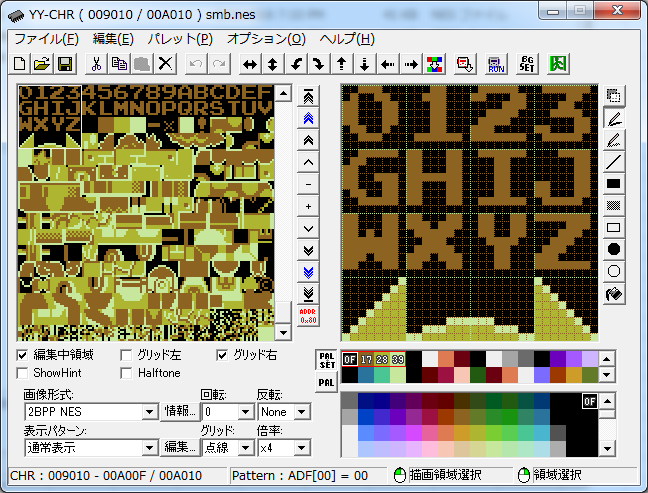 YY-CHR ( 009010 / 00A010 ) smb.nes
ファイル(F) 編集(E) パレット(P) オプション(O) ヘルプ(H)
RUN BG SET
0123456789ABCDEF
GHIJKLMNOPQRSTUV
WXYZ
0123
GHIJ
WXYZ
ADDR 0x80
編集中領域 グリッド左 グリッド右
ShowHint Halftone
PAL SET
PAL
0F 17 28 39
0F
画像形式: 回転: 反転:
2BPP NES 情報... 0 None
表示パターン: グリッド: 倍率:
通常表示 編集... 点線 x4
CHR : 009010 - 00A00F / 00A010 Pattern : ADF[00] = 00 描画領域選択 領域選択